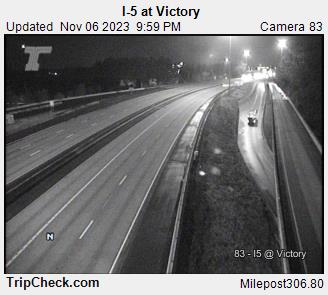 I-5 at Victory
Updated Nov 06 2023 9:59 PM Camera 83
T
N
83 - I5 @ Victory
TripCheck.com Milepost306.80